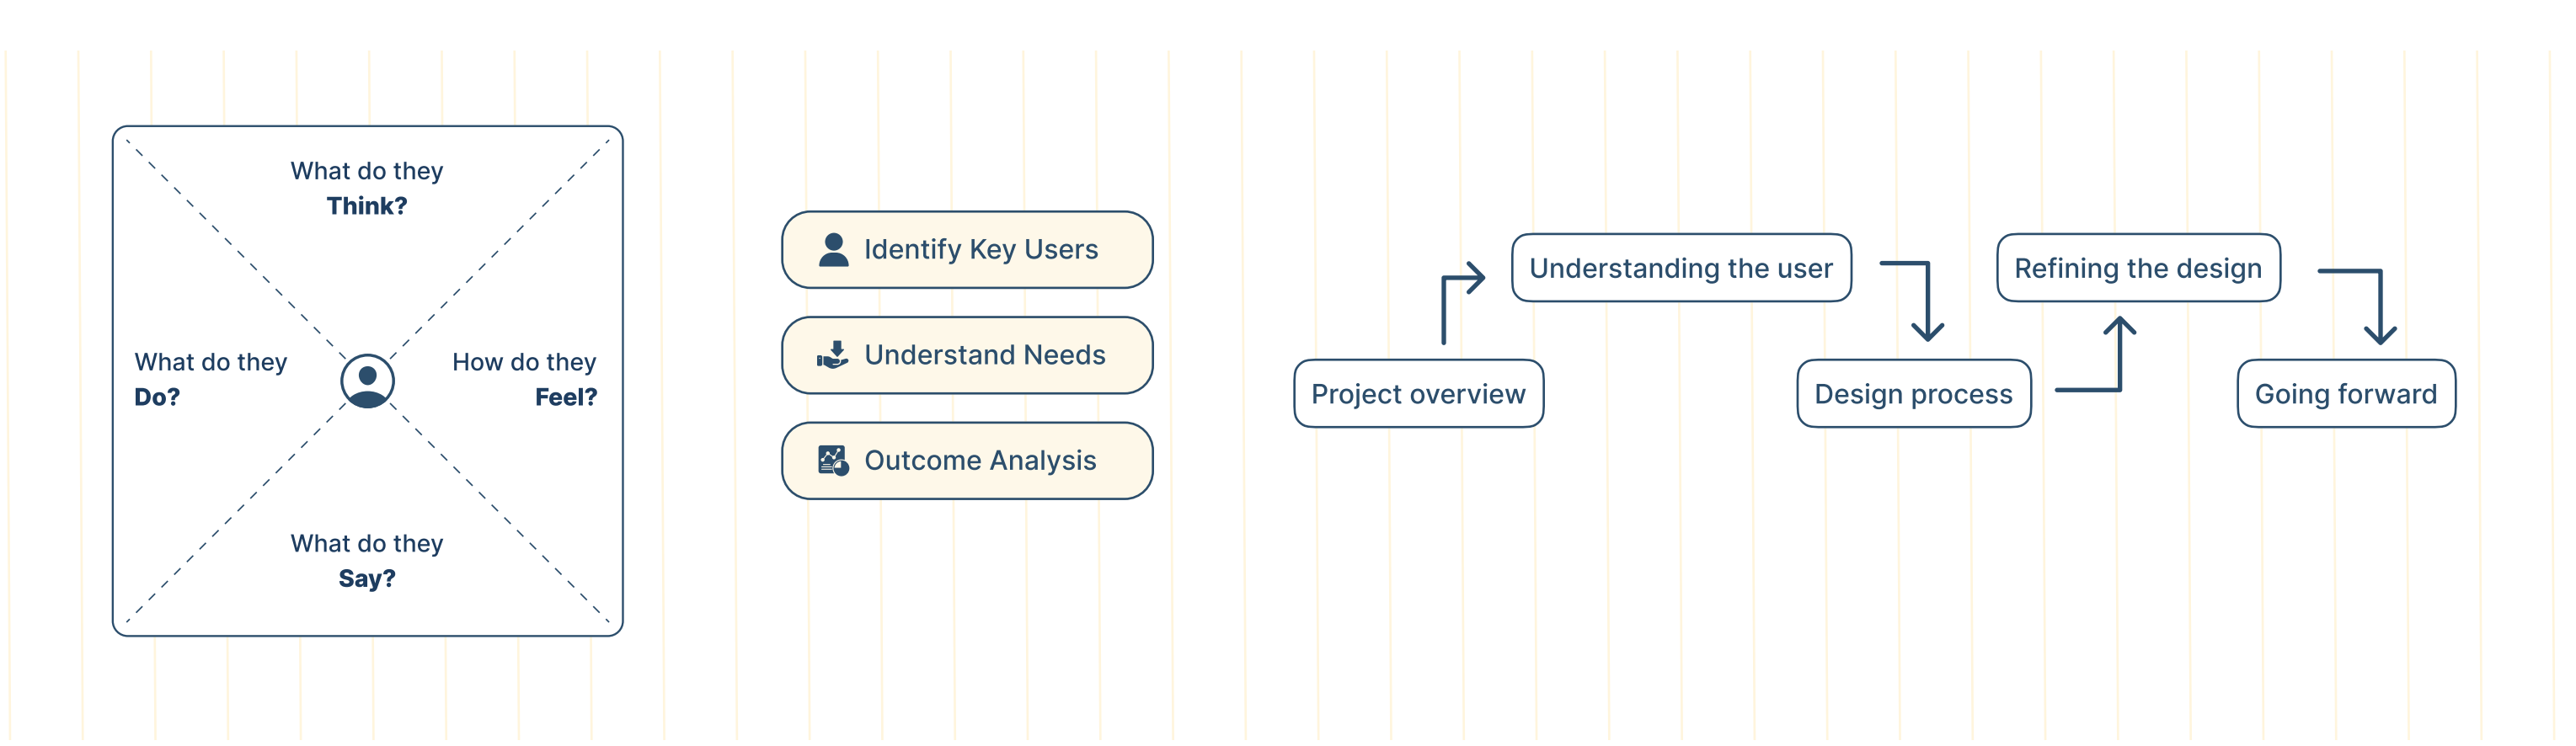 What do they
Think?
What do they
Do?
How do they
Feel?
What do they
Say?
Identify Key Users
Understand Needs
Outcome Analysis
Project overview
Understanding the user
Design process
Refining the design
Going forward